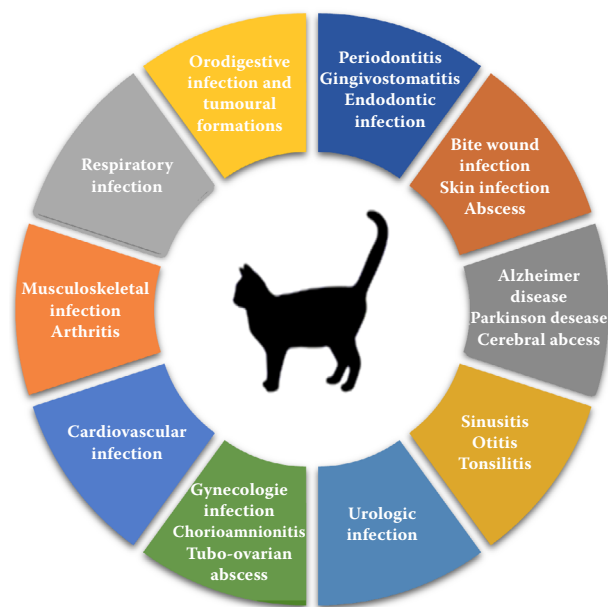 Periodontitis
Gingivostomatitis
Endodontic
infection
Bite wound
infection
Skin infection
Abscess
Alzheimer
disease
Parkinson desease
Cerebral abcess
Sinusitis
Otitis
Tonsilitis
Urologic
infection
Gynecologie
infection
Chorioamnionitis
Tubo-ovarian
abscess
Cardiovascular
infection
Musculoskeletal
infection
Arthritis
Respiratory
infection
Orodigestive
infection and
tumoural
formations